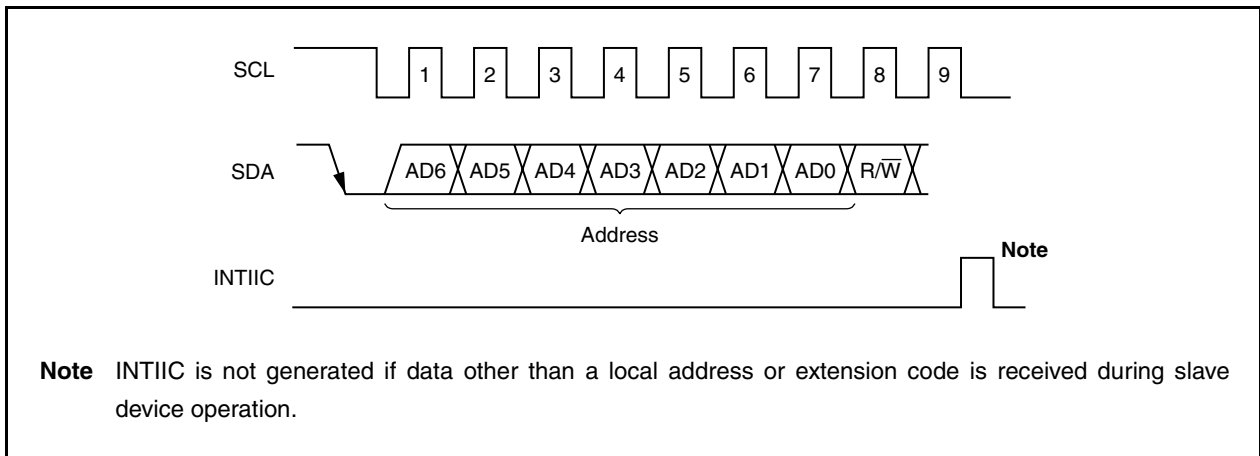 SCL 1 2 3 4 5 6 7 8 9
SDA AD6 AD5 AD4 AD3 AD2 AD1 AD0 R/W̅
Address
INTIIC Note
Note INTIIC is not generated if data other than a local address or extension code is received during slave
device operation.